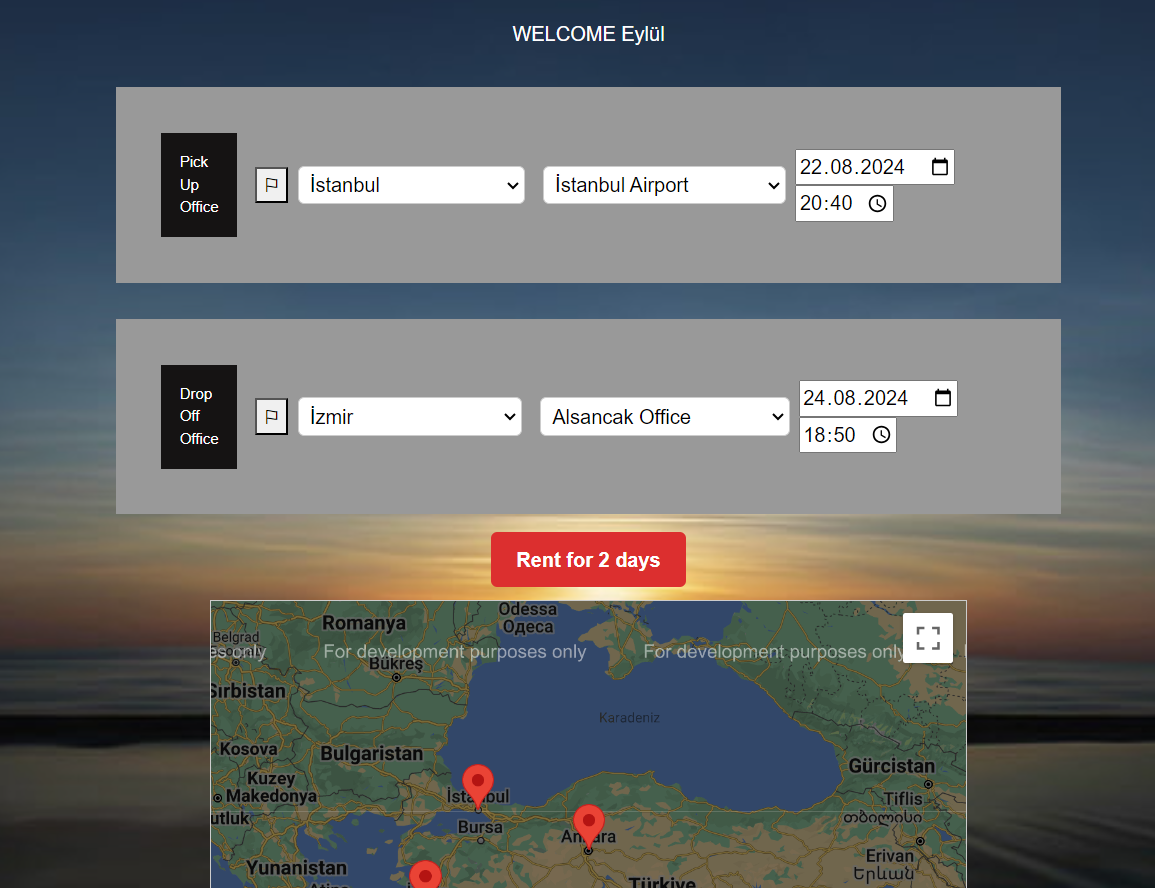 WELCOME Eylül
Pick
Up
Office
İstanbul
İstanbul Airport
22.08.2024
20:40
Drop
Off
Office
İzmir
Alsancak Office
24.08.2024
18:50
Rent for 2 days
Odessa
Одеса
Romanya
Belgrad
es only
For development purposes only
For development purposes only
Bükreş
Sırbistan
Karadeniz
Kosova
Bulgaristan
Gürcistan
Kuzey
Makedonya
İstanbul
Tiflis
თბილისი
utluk
Bursa
Ankara
Erivan
Երևան
Yunanistan
Türkiye